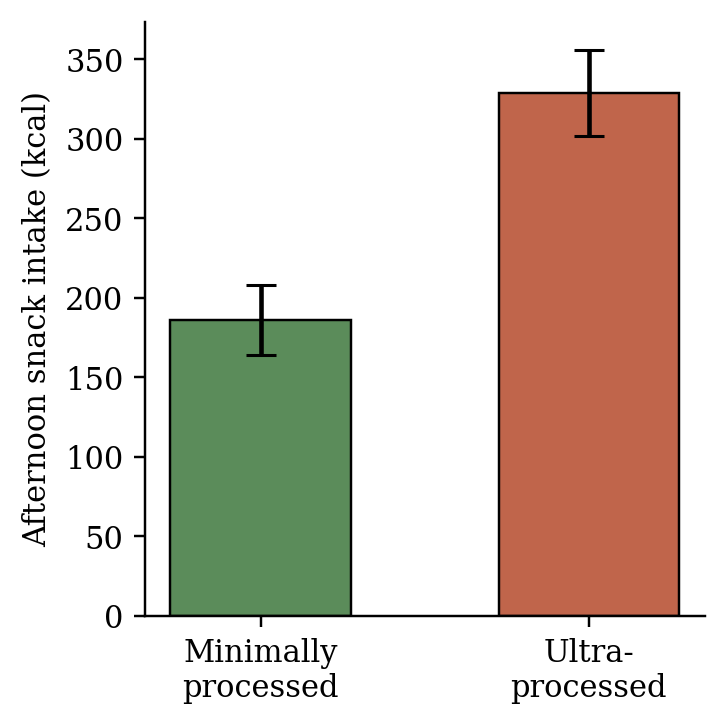 Afternoon snack intake (kcal)
350
300
250
200
150
100
50
0
Minimally
processed
Ultra-
processed